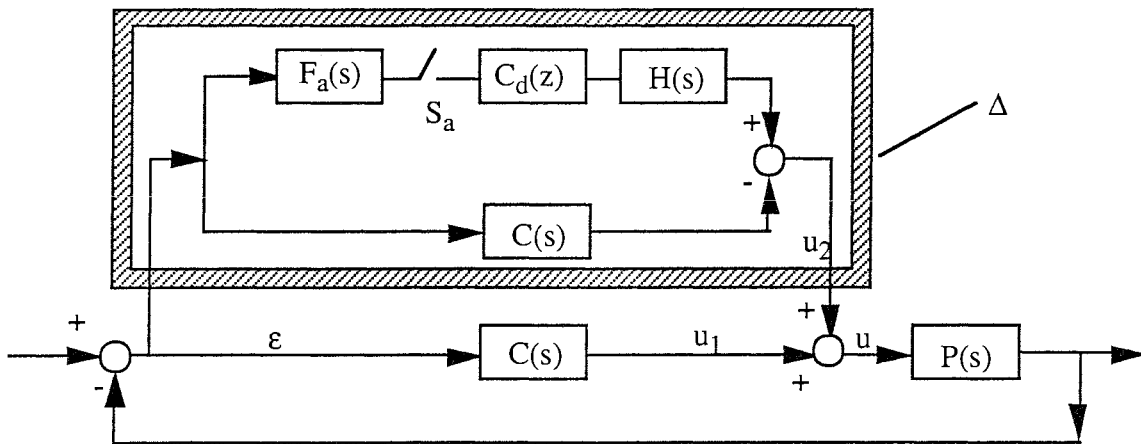 Fa(s)
Cd(z)
H(s)
Sa
Δ
+
-
C(s)
u2
+
+
ε
C(s)
u1
+
u
P(s)
-